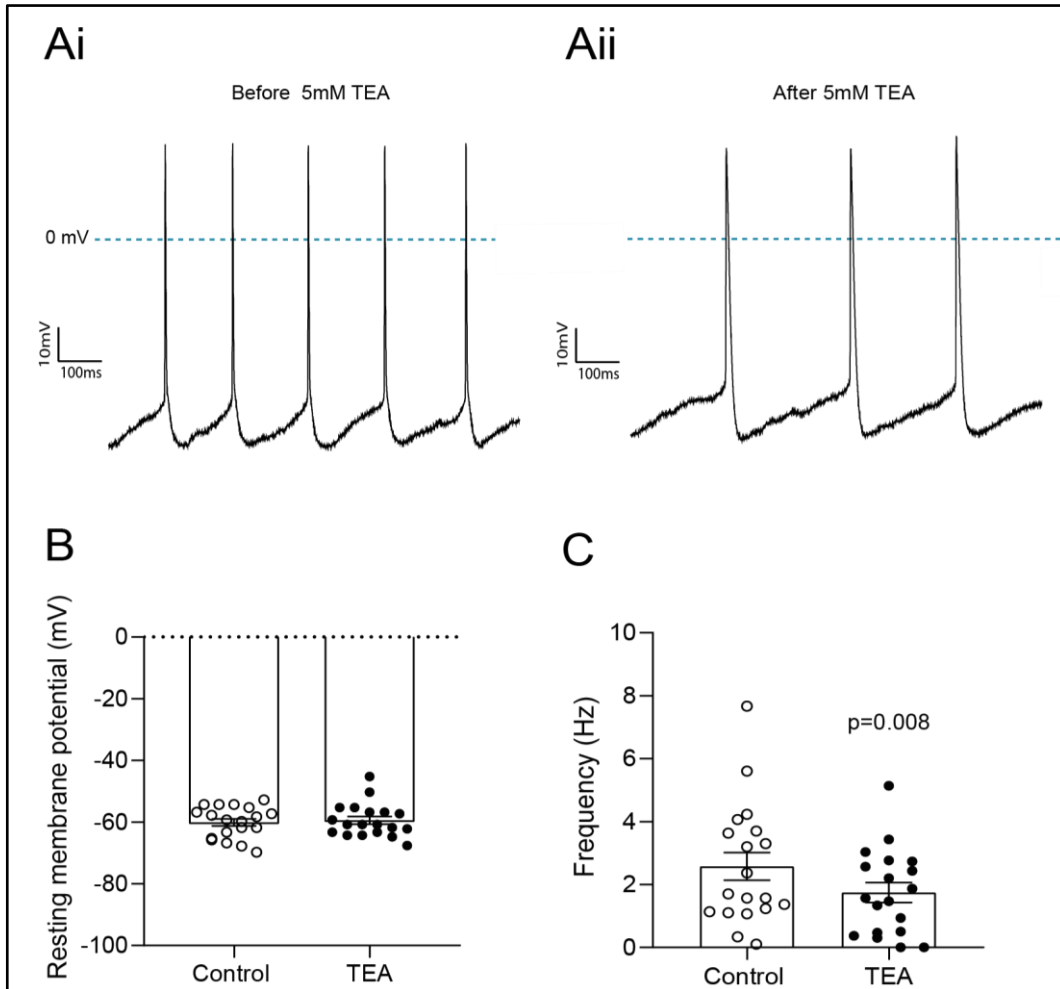 Ai
Before 5mM TEA
0 mV
10mV
100ms
Aii
After 5mM TEA
10mV
100ms
B
Resting membrane potential (mV)
0
-20
-40
-60
-80
-100
Control
TEA
C
Frequency (Hz)
10
8
6
4
2
0
p=0.008
Control
TEA